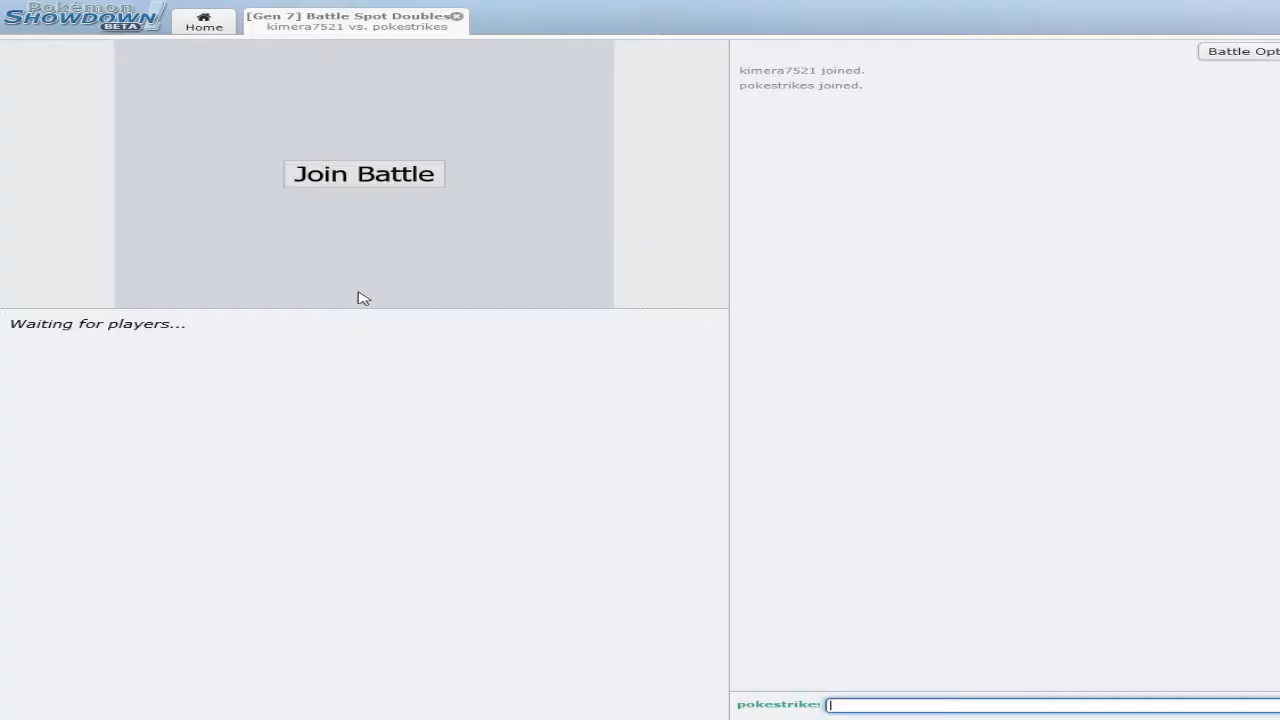 Pokémon
SHOWDOWN!
BETA
Home
[Gen 7] Battle Spot Doubles
kimera7521 vs. pokestrikes
Battle Opt
kimera7521 joined.
pokestrikes joined.
Join Battle
Waiting for players...
pokestrikes